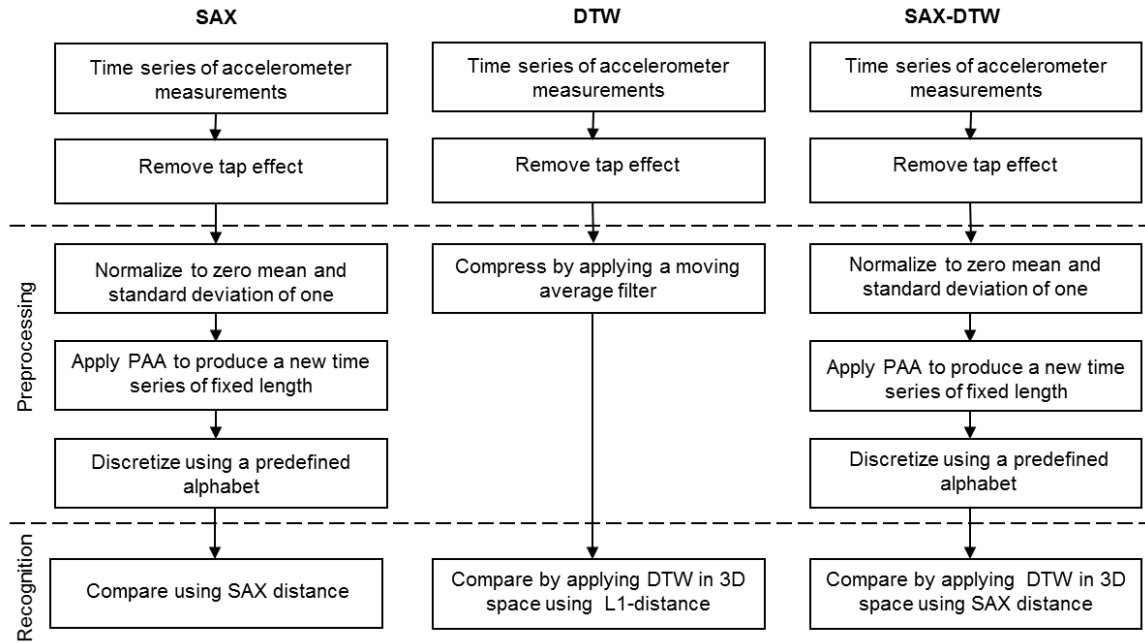 SAX
DTW
SAX-DTW
Time series of accelerometer
measurements
Time series of accelerometer
measurements
Time series of accelerometer
measurements
Remove tap effect
Remove tap effect
Remove tap effect
Preprocessing
Normalize to zero mean and
standard deviation of one
Compress by applying a moving
average filter
Normalize to zero mean and
standard deviation of one
Apply PAA to produce a new time
series of fixed length
Apply PAA to produce a new time
series of fixed length
Discretize using a predefined
alphabet
Discretize using a predefined
alphabet
Recognition
Compare using SAX distance
Compare by applying DTW in 3D
space using L1-distance
Compare by applying DTW in 3D
space using SAX distance